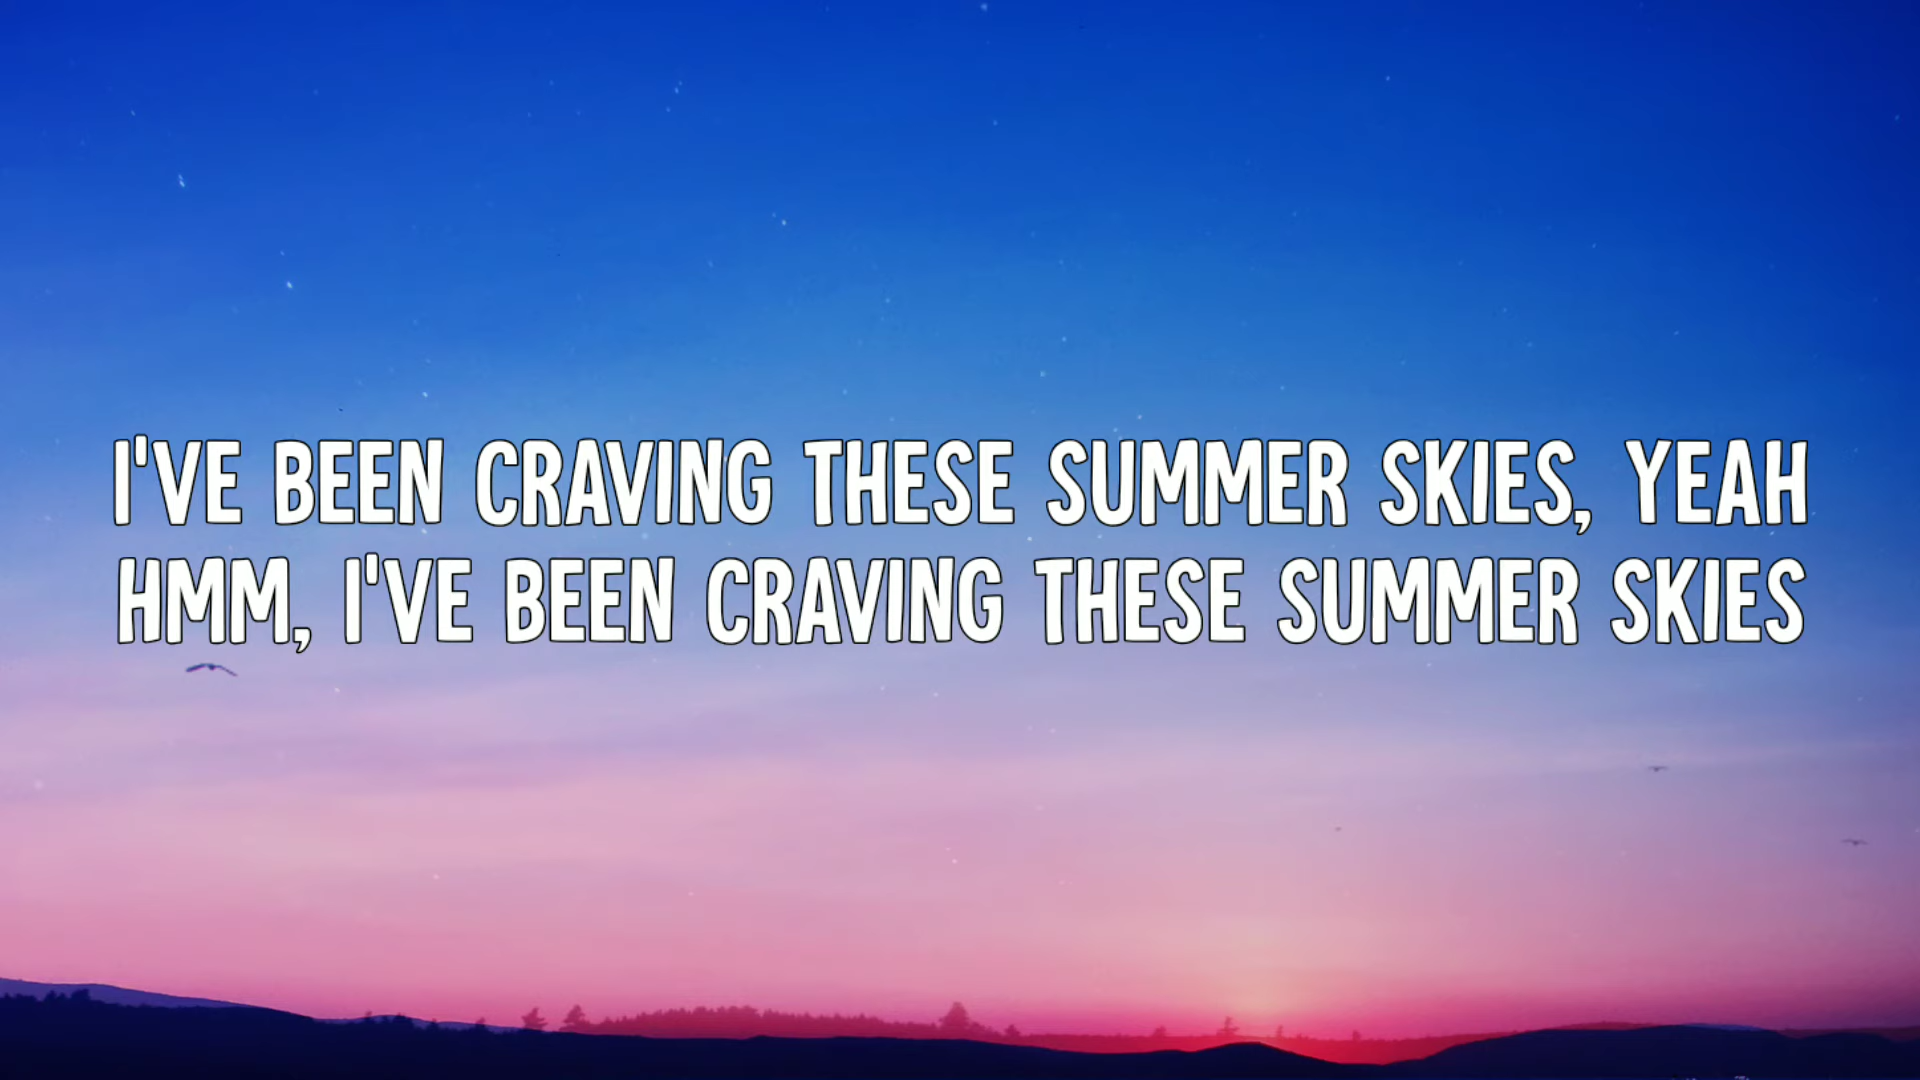 I'VE BEEN CRAVING THESE SUMMER SKIES, YEAH
HMM, I'VE BEEN CRAVING THESE SUMMER SKIES